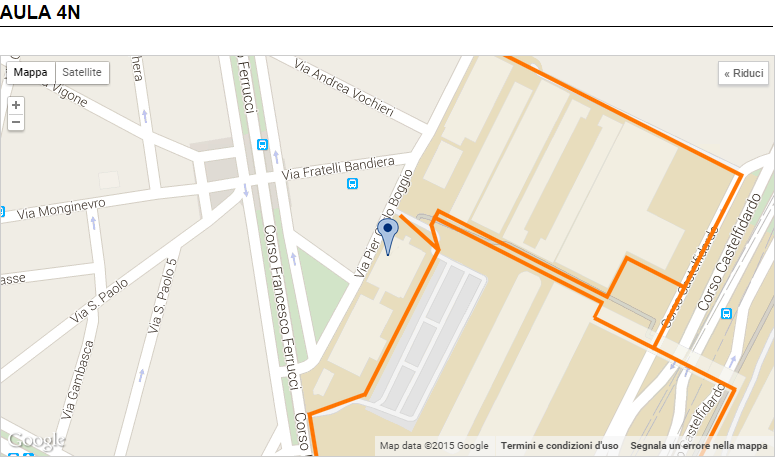 AULA 4N
Mappa
Satellite
« Riduci
+
−
Via Andrea Vochieri
Vigone
hera
o Ferrucci
Via Fratelli Bandiera
Via Monginevro
Via Pier Carlo Boggio
Corso Francesco Ferrucci
Corso Castelfidardo
Corso Castelfidardo
asse
Via S. Paolo
Via S. Paolo 5
Via Gambasca
Corso
Castelfidardo
Google
Map data ©2015 Google
Termini e condizioni d'uso
Segnala un errore nella mappa